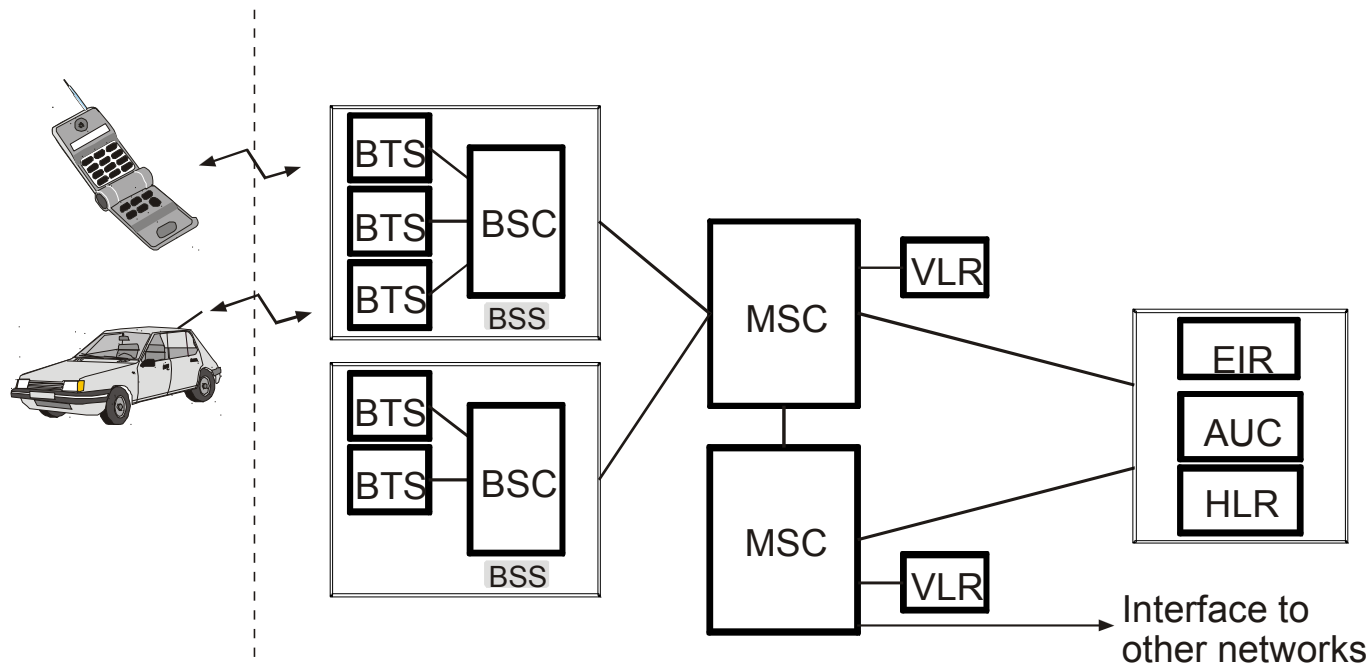 BTS
BTS
BTS
BSC
BSS
BTS
BTS
BSC
BSS
MSC
VLR
MSC
VLR
EIR
AUC
HLR
Interface to
other networks